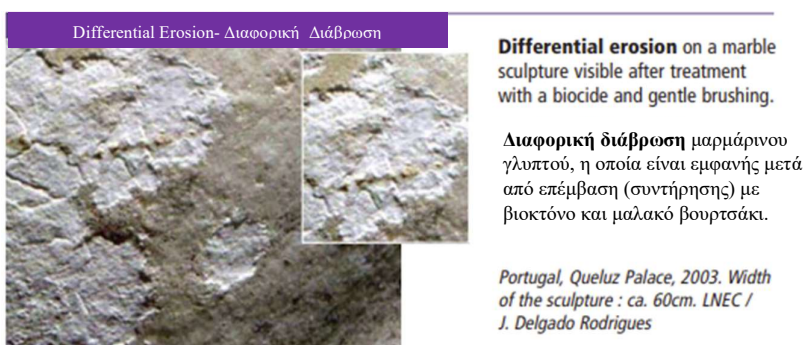 Differential Erosion- Διαφορική Διάβρωση
Differential erosion on a marble
sculpture visible after treatment
with a biocide and gentle brushing.
Διαφορική διάβρωση μαρμάρινου
γλυπτού, η οποία είναι εμφανής μετά
από επέμβαση (συντήρησης) με
βιοκτόνο και μαλακό βουρτσάκι.
Portugal, Queluz Palace, 2003. Width
of the sculpture : ca. 60cm. LNEC /
J. Delgado Rodrigues